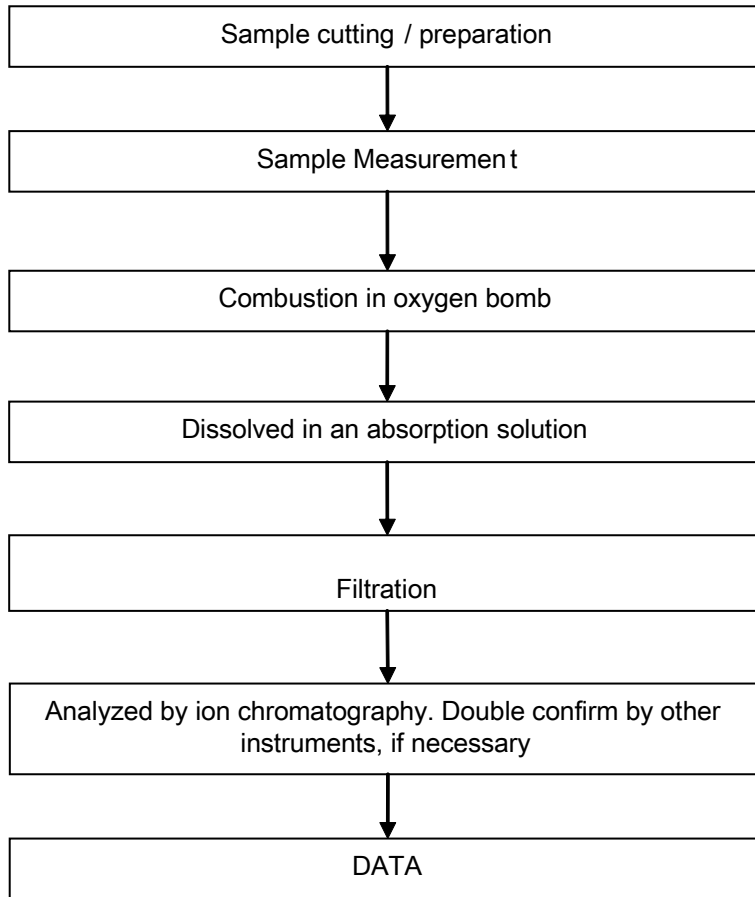 Sample cutting / preparation
Sample Measurement
Combustion in oxygen bomb
Dissolved in an absorption solution
Filtration
Analyzed by ion chromatography. Double confirm by other
instruments, if necessary
DATA